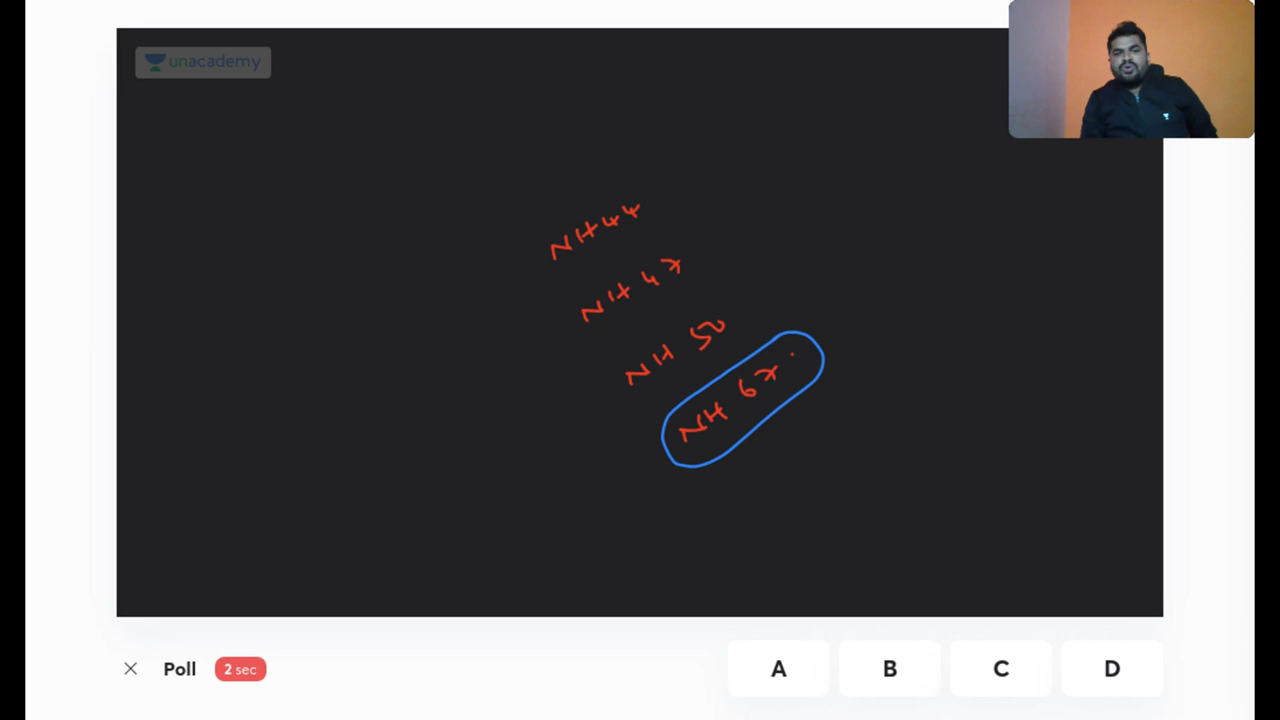 unacademy
NH44
NH 47
NH 50
NH 67
Poll
2 sec
A
B
C
D